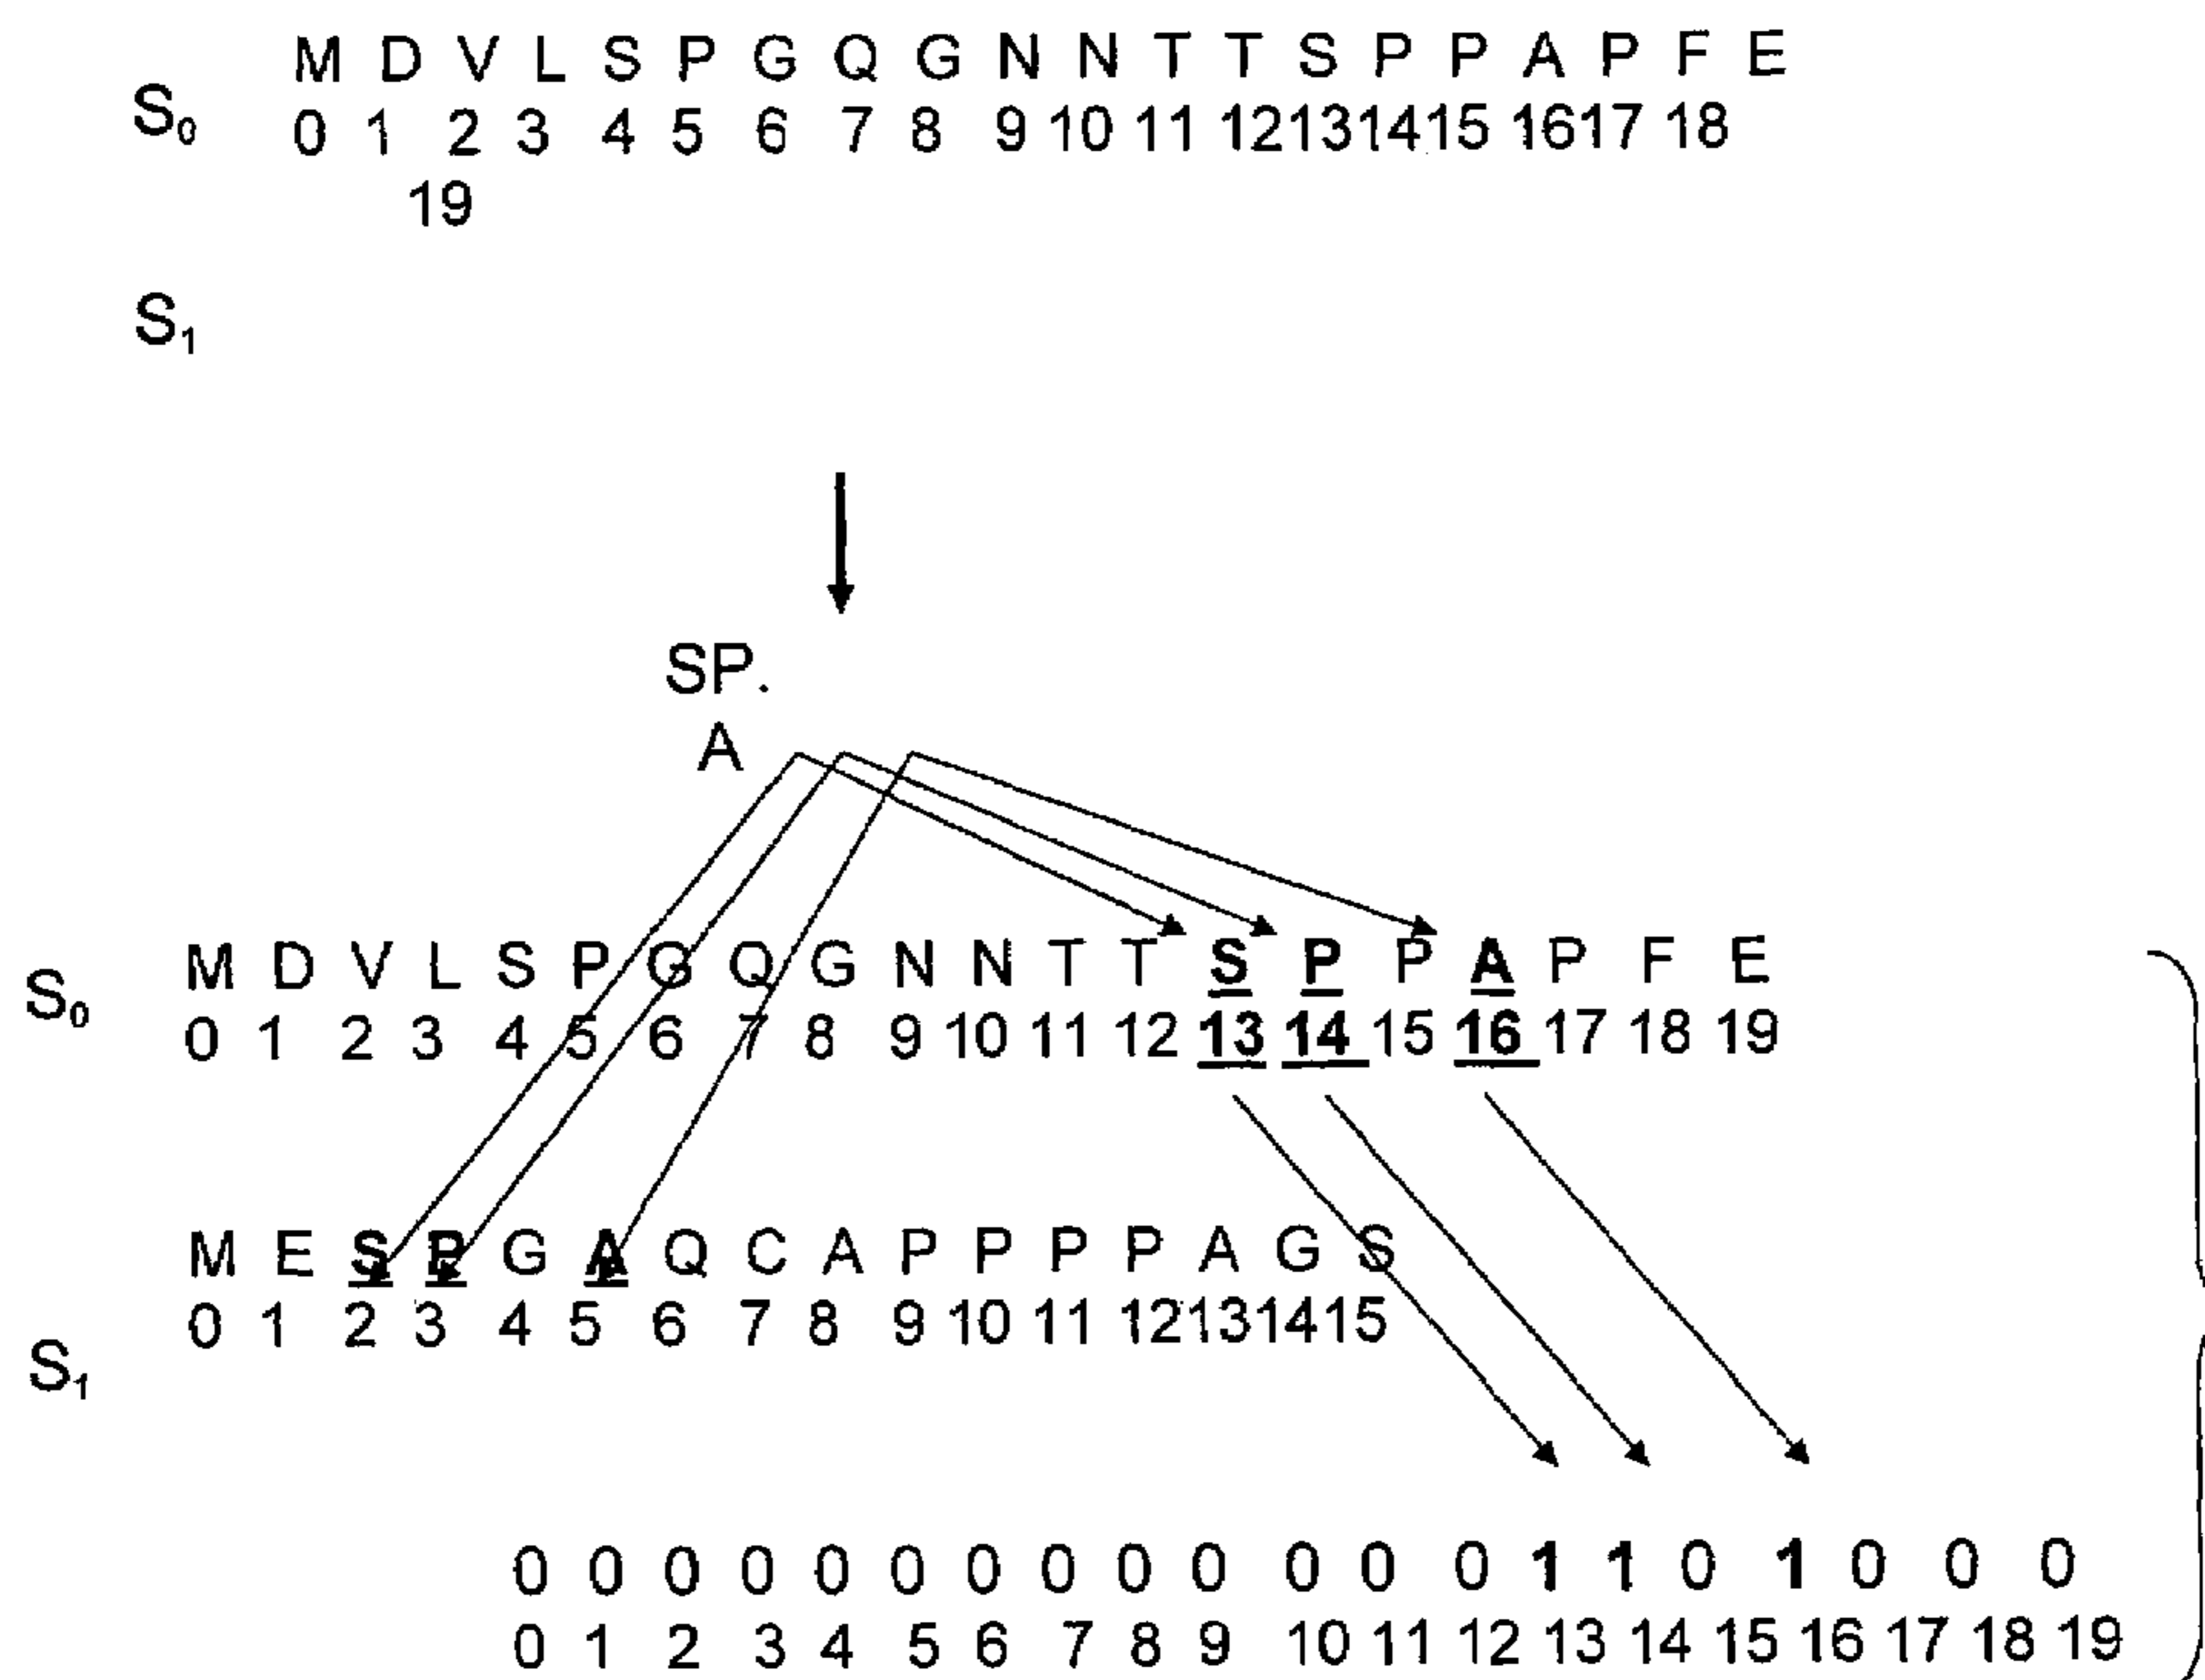 M D V L S P G Q G N N T T S P P A P F E
S₀ 0 1 2 3 4 5 6 7 8 9 10 11 12 13 14 15 16 17 18
19
S₁
SP.
A
M D V L S P G Q G N N T T S P P A P F E
S₀ 0 1 2 3 4 5 6 7 8 9 10 11 12 13 14 15 16 17 18 19
M E S P G A Q C A P P P P A G S
0 1 2 3 4 5 6 7 8 9 10 11 12 13 14 15
S₁
0 0 0 0 0 0 0 0 0 0 0 0 0 1 1 0 1 0 0 0
0 1 2 3 4 5 6 7 8 9 10 11 12 13 14 15 16 17 18 19